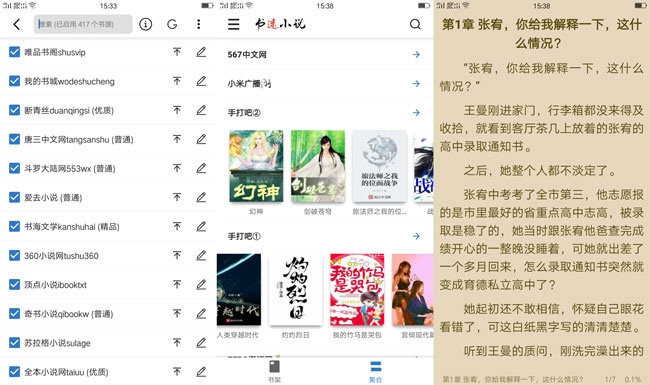 15:33
搜索 (已启用 417 个书源)
唯品书阁shusvip
我的书城wodeshucheng
断青丝duanqingsi (优质)
唐三中文网tangsanshu (普通)
斗罗大陆网553wx (普通)
爱去小说 (普通)
书海文学kanshuhai (精品)
360小说网tushu360
顶点小说ibooktxt
奇书小说qibookw (普通)
苏拉格小说sulage
全本小说网taiuu (优质)
15:38
书迷小说
567中文网
小米广播
手打吧②
幻神
剑破苍穹
旅法师之我的位面战争
幻神
剑破苍穹
旅法师之我的位...
手打吧①
越时代
灼灼烈日
我的竹马是哭包
人类穿越时代
灼灼烈日
我的竹马是哭包
宫倾现代
书架
聚合
15:38
第1章 张宥，你给我解释一下，这什
么情况？
“张宥，你给我解释一下，这什么
情况？”
王曼刚进家门，行李箱都没来得及
收拾，就看到客厅茶几上放着的张宥的
高中录取通知书。
之后，她整个人都不淡定了。
张宥中考考了全市第三，他志愿报
的是市里最好的省重点高中志高，被录
取是稳了的，她当时跟张宥他爸查完成
绩开心的一整晚没睡着，可她就出差了
一个多月回来，怎么录取通知书突然就
变成育德私立高中了？
她起初还不敢相信，怀疑自己眼花
看错了，可这白纸黑字写的清清楚楚。
听到王曼的质问，刚洗完澡出来的
第1章 张宥，你给我解释一下，这什么情况？
1/7
0.1%